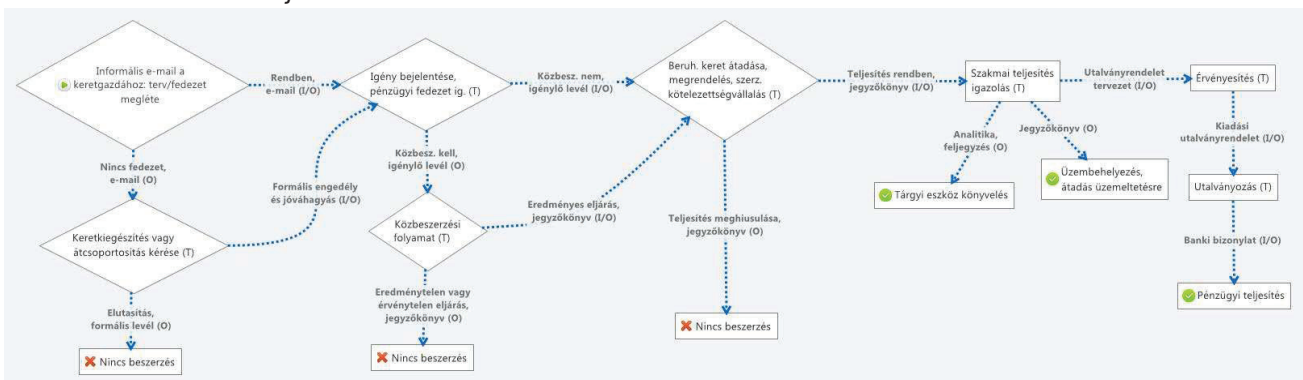 Informális e-mail a
keretgazdához: terv/fedezet
megléte
Rendben,
e-mail (I/O)
Igény bejelentése,
pénzügyi fedezet ig. (T)
Közbesz. nem,
igénylő levél (I/O)
Beruh. keret átadása,
megrendelés, szerz.
kötelezettségvállalás (T)
Teljesítés rendben,
jegyzőkönyv (I/O)
Szakmai teljesítés
igazolás (T)
Utalványrendelet
tervezet (I/O)
Érvényesítés (T)
Nincs fedezet,
e-mail (O)
Formális engedély
és jóváhagyás (I/O)
Közbesz. kell,
igénylő levél (O)
Eredményes eljárás,
jegyzőkönyv (I/O)
Teljesítés meghiusulása,
jegyzőkönyv (O)
Analitika,
feljegyzés (O)
Jegyzőkönyv (O)
Kiadási
utalványrendelet (I/O)
Tárgyi eszköz könyvelés
Üzembehelyezés,
átadás üzemeltetésre
Utalványozás (T)
Keretkiegészítés vagy
átcsoportosítás kérése (T)
Közbeszerzési
folyamat (T)
Banki bizonylat (I/O)
Pénzügyi teljesítés
Elutasítás,
formális levél (O)
Eredménytelen vagy
érvénytelen eljárás,
jegyzőkönyv (O)
Nincs beszerzés
Nincs beszerzés
Nincs beszerzés